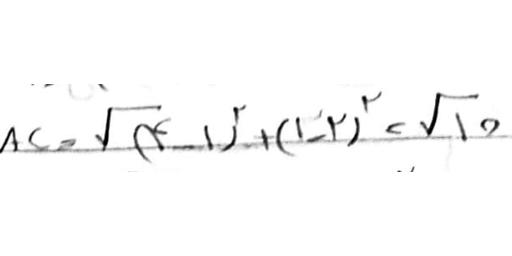 AC = √(۴-۱)^۲ + (۱-۲)^۲ = √۱۰